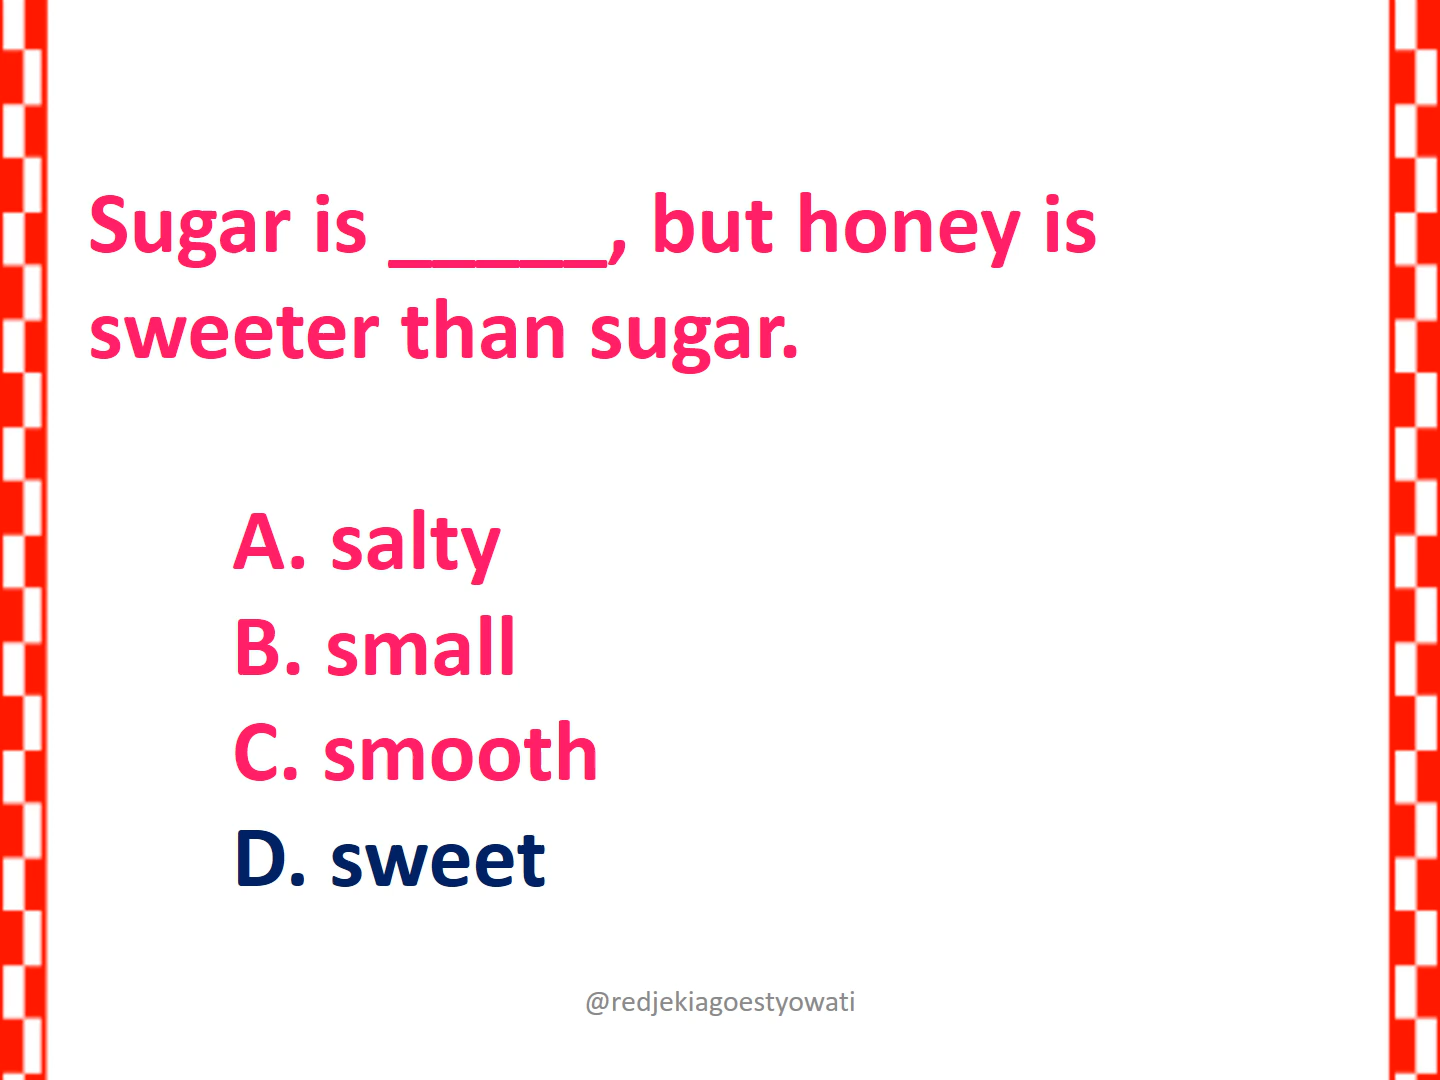 Sugar is _____, but honey is
sweeter than sugar.
A. salty
B. small
C. smooth
D. sweet
@redjekiagoestyowati